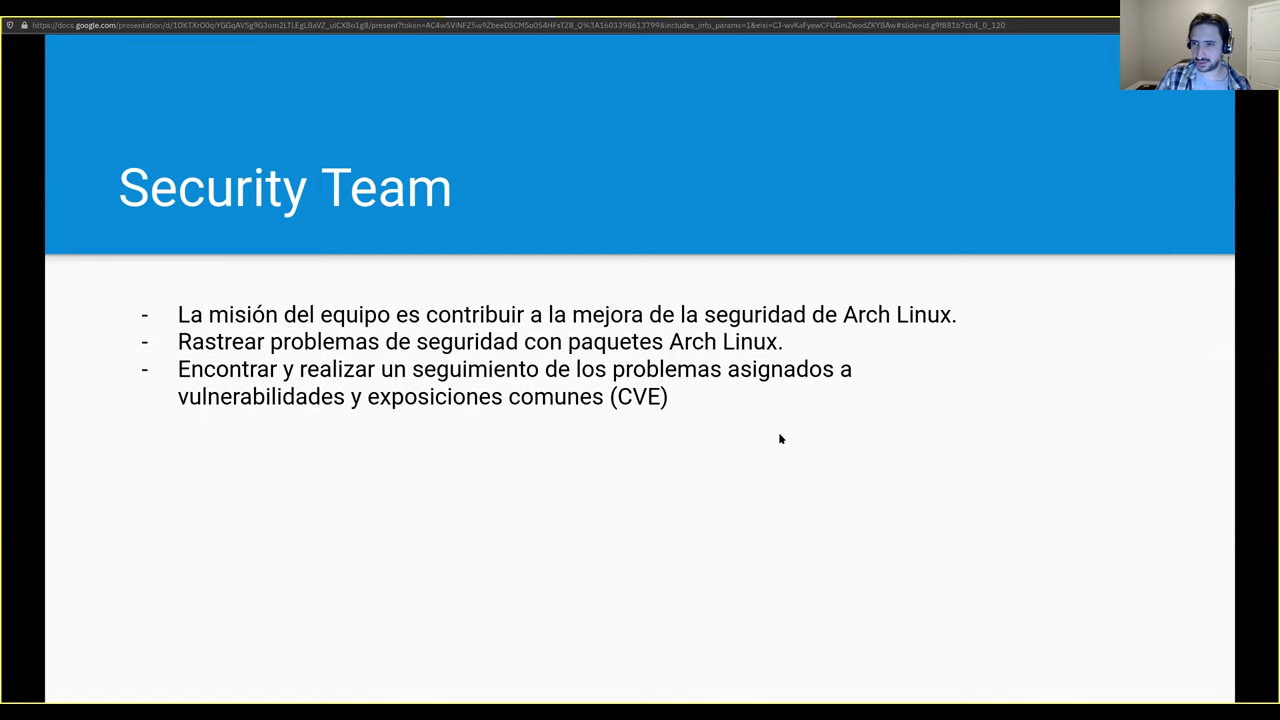 Security Team
- La misión del equipo es contribuir a la mejora de la seguridad de Arch Linux.
- Rastrear problemas de seguridad con paquetes Arch Linux.
- Encontrar y realizar un seguimiento de los problemas asignados a
vulnerabilidades y exposiciones comunes (CVE)